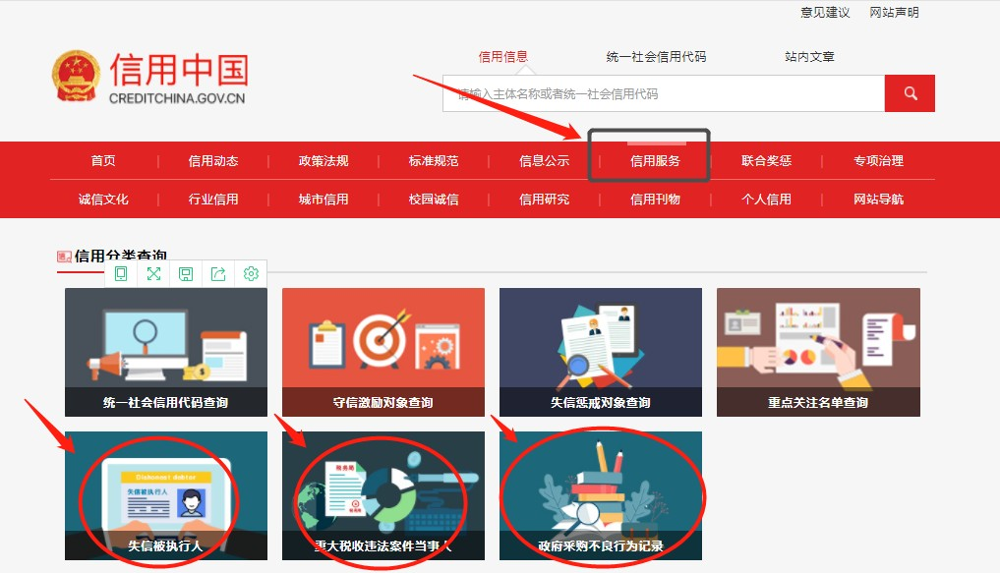 意见建议 网站声明
信用中国
CREDITCHINA.GOV.CN
信用信息 统一社会信用代码 站内文章
请输入主体名称或者统一社会信用代码
首页 信用动态 政策法规 标准规范 信息公示 信用服务 联合奖惩 专项治理
诚信文化 行业信用 城市信用 校园诚信 信用研究 信用刊物 个人信用 网站导航
信用分类查询
统一社会信用代码查询 守信激励对象查询 失信惩戒对象查询 重点关注名单查询
Dishonest debtor
失信被执行人
税务局
税务局
失信被执行人 重大税收违法案件当事人 政府采购不良行为记录